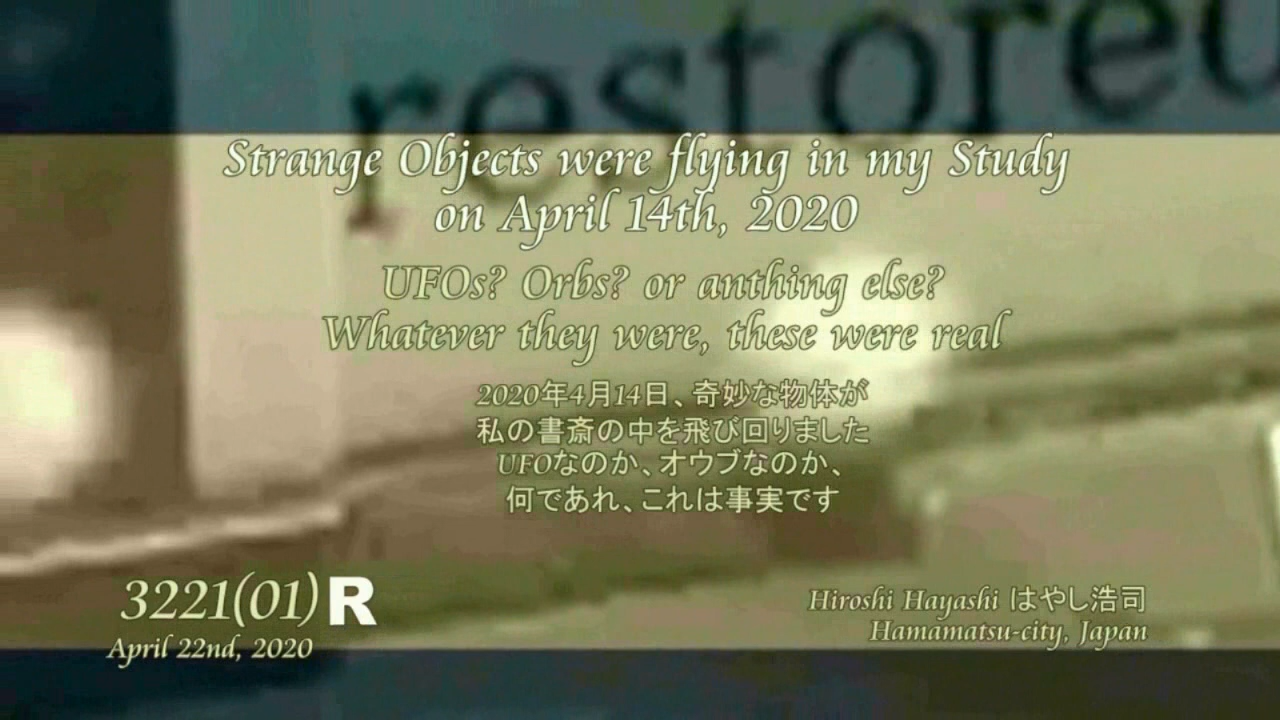 restored
Strange Objects were flying in my Study
on April 14th, 2020
UFOs? Orbs? or anthing else?
Whatever they were, these were real
2020年4月14日、奇妙な物体が
私の書斎の中を飛び回りました
UFOなのか、オウブなのか、
何であれ、これは事実です
3221(01)R
April 22nd, 2020
Hiroshi Hayashi はやし浩司
Hamamatsu-city, Japan